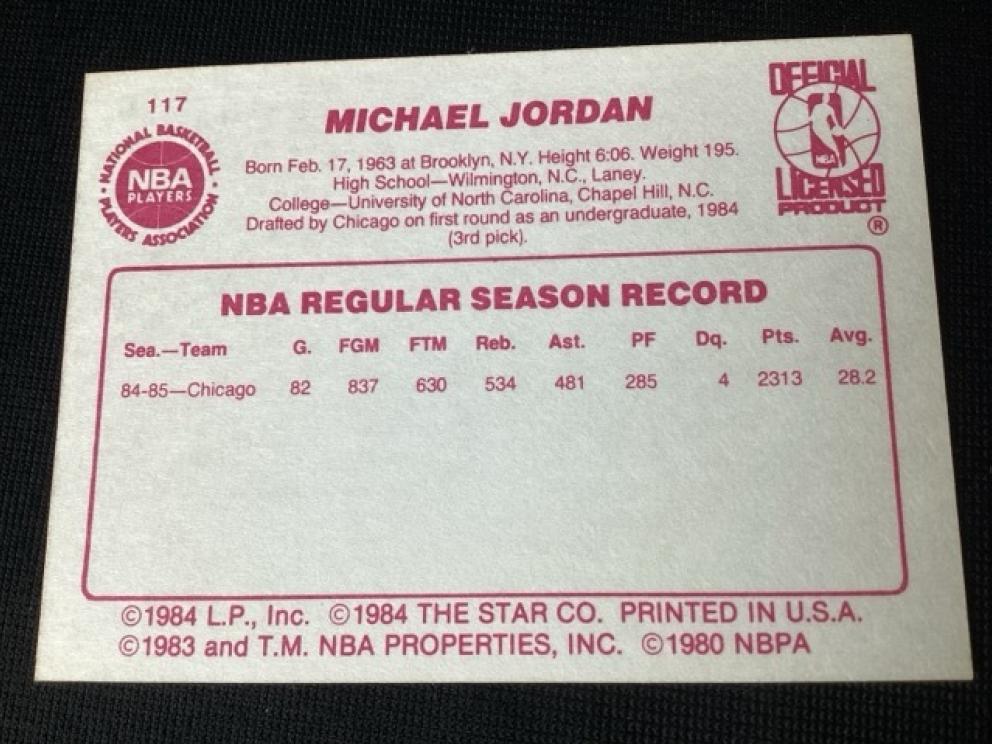 117
MICHAEL JORDAN
OFFICIAL
NBA
LICENSED
PRODUCT
®
NATIONAL BASKETBALL
NBA
PLAYERS
PLAYERS ASSOCIATION
Born Feb. 17, 1963 at Brooklyn, N.Y. Height 6:06. Weight 195.
High School—Wilmington, N.C., Laney.
College—University of North Carolina, Chapel Hill, N.C.
Drafted by Chicago on first round as an undergraduate, 1984
(3rd pick).
NBA REGULAR SEASON RECORD
Sea.—Team G. FGM FTM Reb. Ast. PF Dq. Pts. Avg.
84-85—Chicago 82 837 630 534 481 285 4 2313 28.2
©1984 L.P., Inc. ©1984 THE STAR CO. PRINTED IN U.S.A.
©1983 and T.M. NBA PROPERTIES, INC. ©1980 NBPA